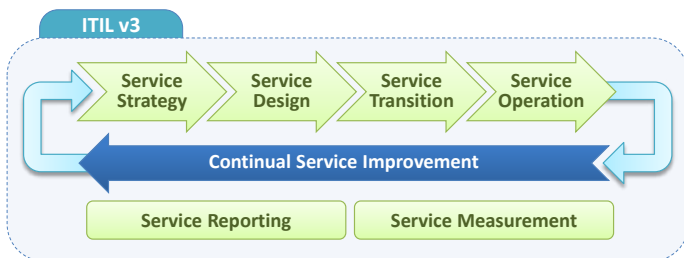 ITIL v3
Service
Strategy
Service
Design
Service
Transition
Service
Operation
Continual Service Improvement
Service Reporting
Service Measurement